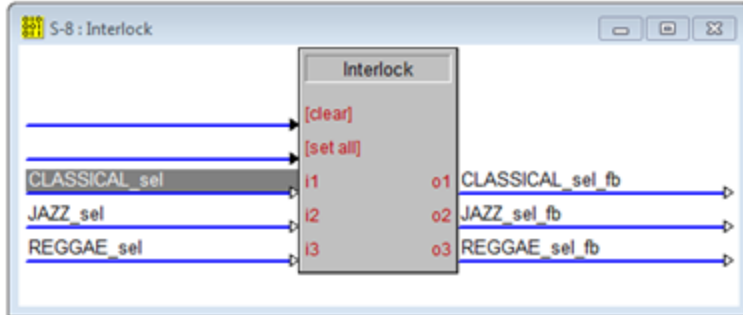 S-8 : Interlock
Interlock
[clear]
[set all]
CLASSICAL_sel i1 o1 CLASSICAL_sel_fb
JAZZ_sel i2 o2 JAZZ_sel_fb
REGGAE_sel i3 o3 REGGAE_sel_fb